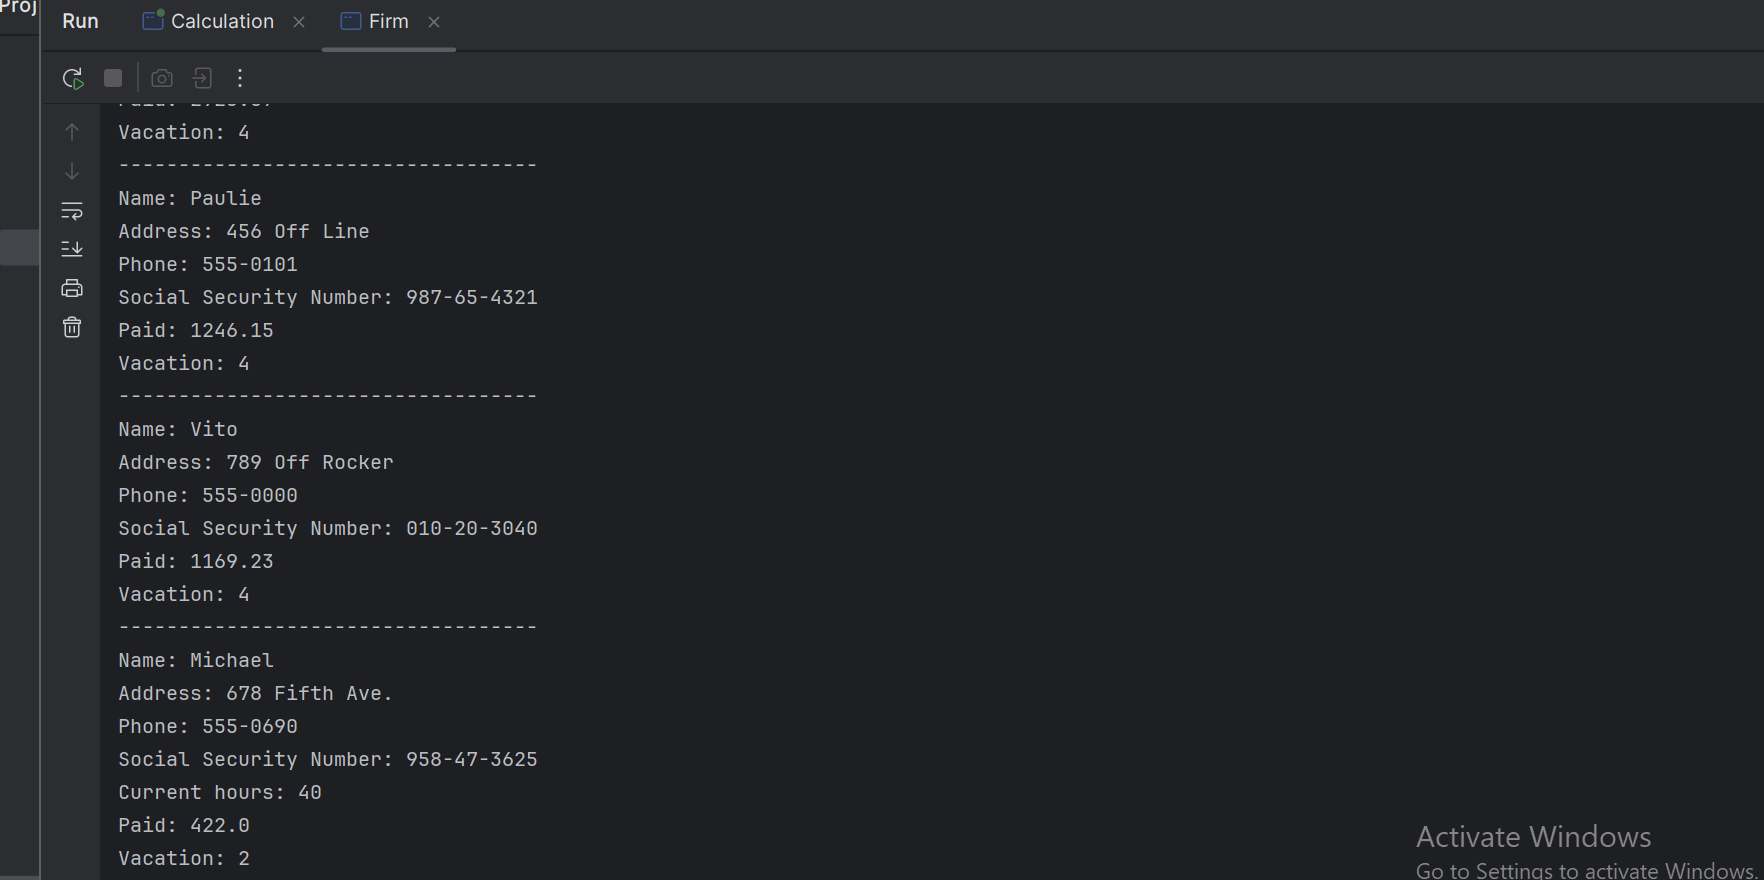 Proj
Run
Calculation
Firm
Vacation: 4
-----------------------------------
Name: Paulie
Address: 456 Off Line
Phone: 555-0101
Social Security Number: 987-65-4321
Paid: 1246.15
Vacation: 4
-----------------------------------
Name: Vito
Address: 789 Off Rocker
Phone: 555-0000
Social Security Number: 010-20-3040
Paid: 1169.23
Vacation: 4
-----------------------------------
Name: Michael
Address: 678 Fifth Ave.
Phone: 555-0690
Social Security Number: 958-47-3625
Current hours: 40
Paid: 422.0
Vacation: 2
Activate Windows
Go to Settings to activate Windows.